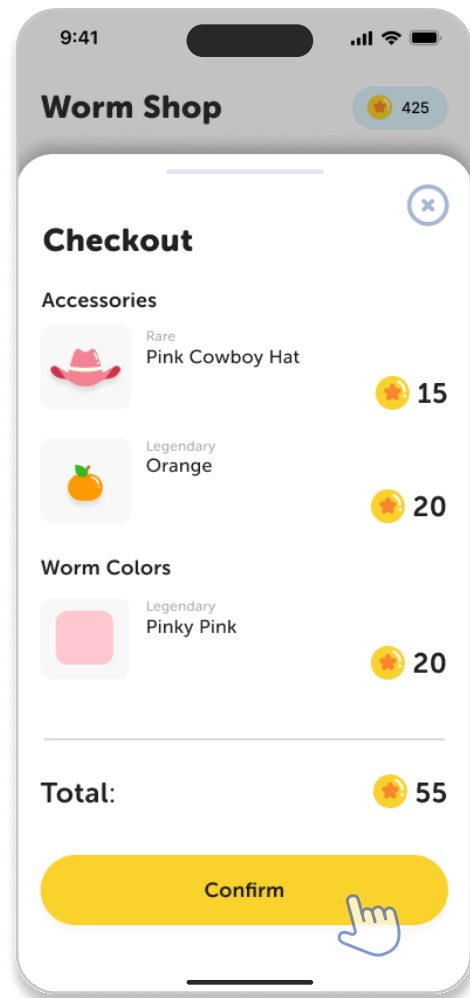 9:41
Worm Shop
425
Checkout
Accessories
Rare
Pink Cowboy Hat
15
Legendary
Orange
20
Worm Colors
Legendary
Pinky Pink
20
Total:
55
Confirm